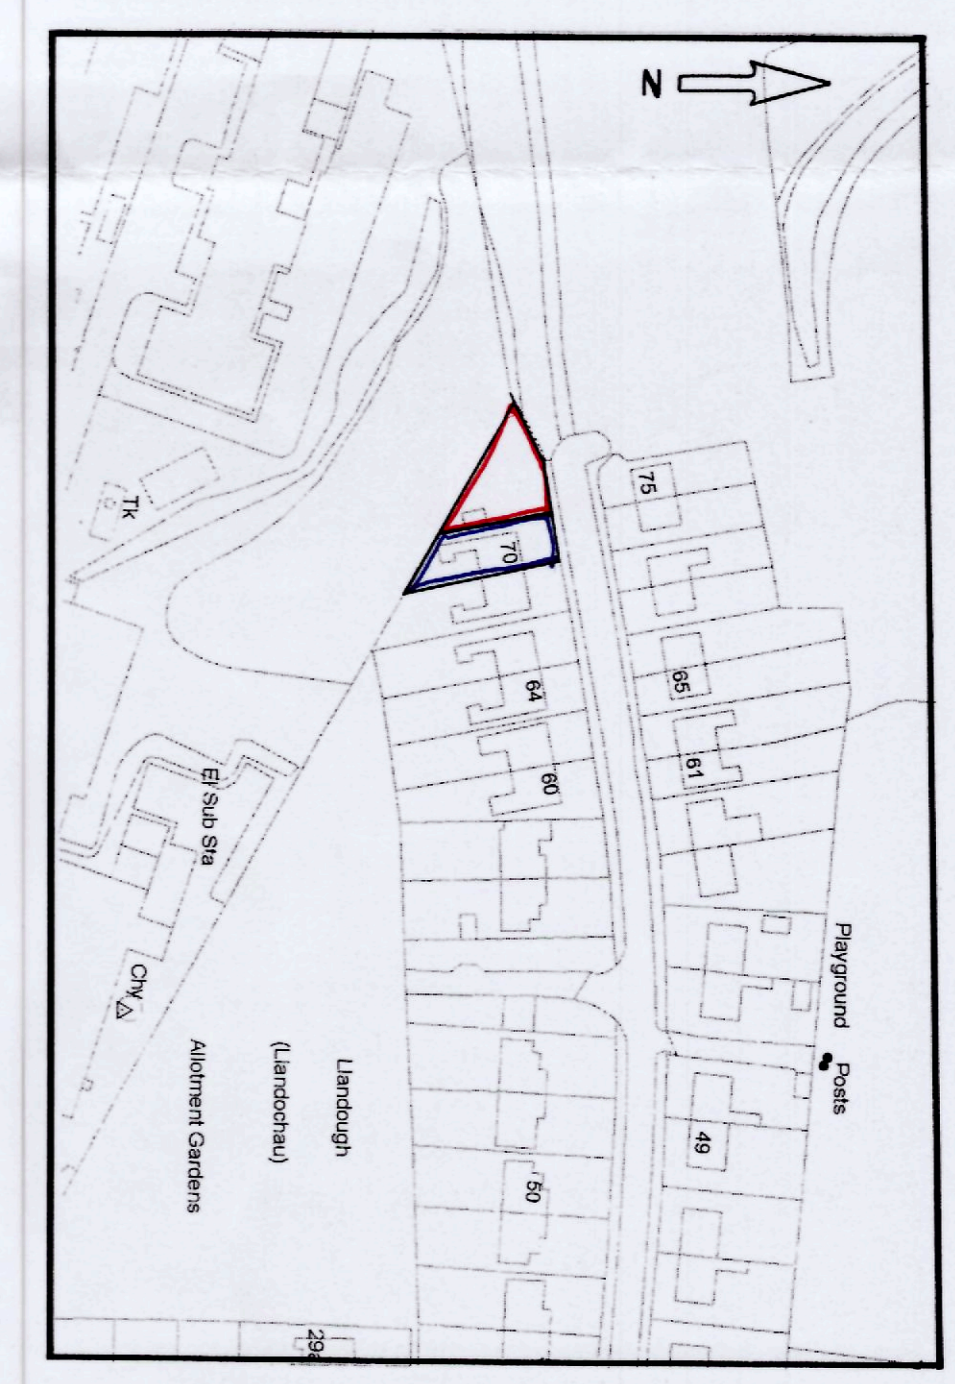 N
75
Tk
70
64
65
61
60
El Sub Sta
Playground
Posts
Chy
Llandough
(Llandochau)
Allotment Gardens
49
50
29a